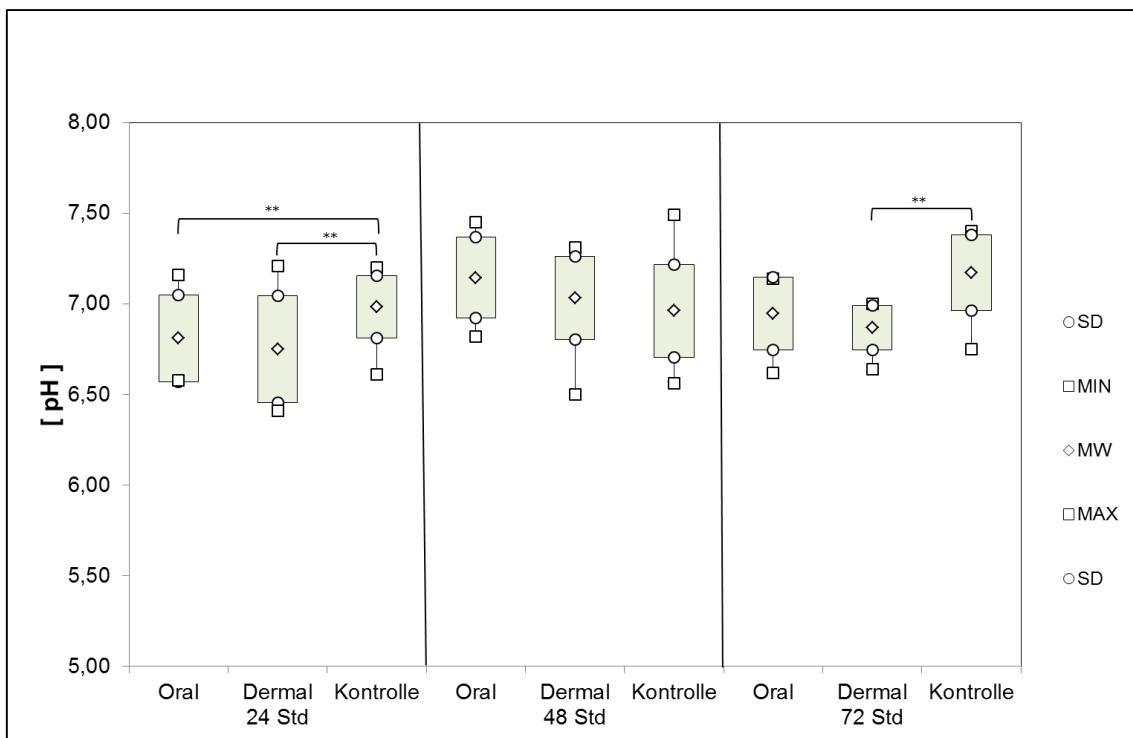 8,00
7,50
7,00
6,50
6,00
5,50
5,00
[ pH ]
**
**
**
Oral Dermal Kontrolle Oral Dermal Kontrolle Oral Dermal Kontrolle
24 Std 48 Std 72 Std
SD
MIN
MW
MAX
SD